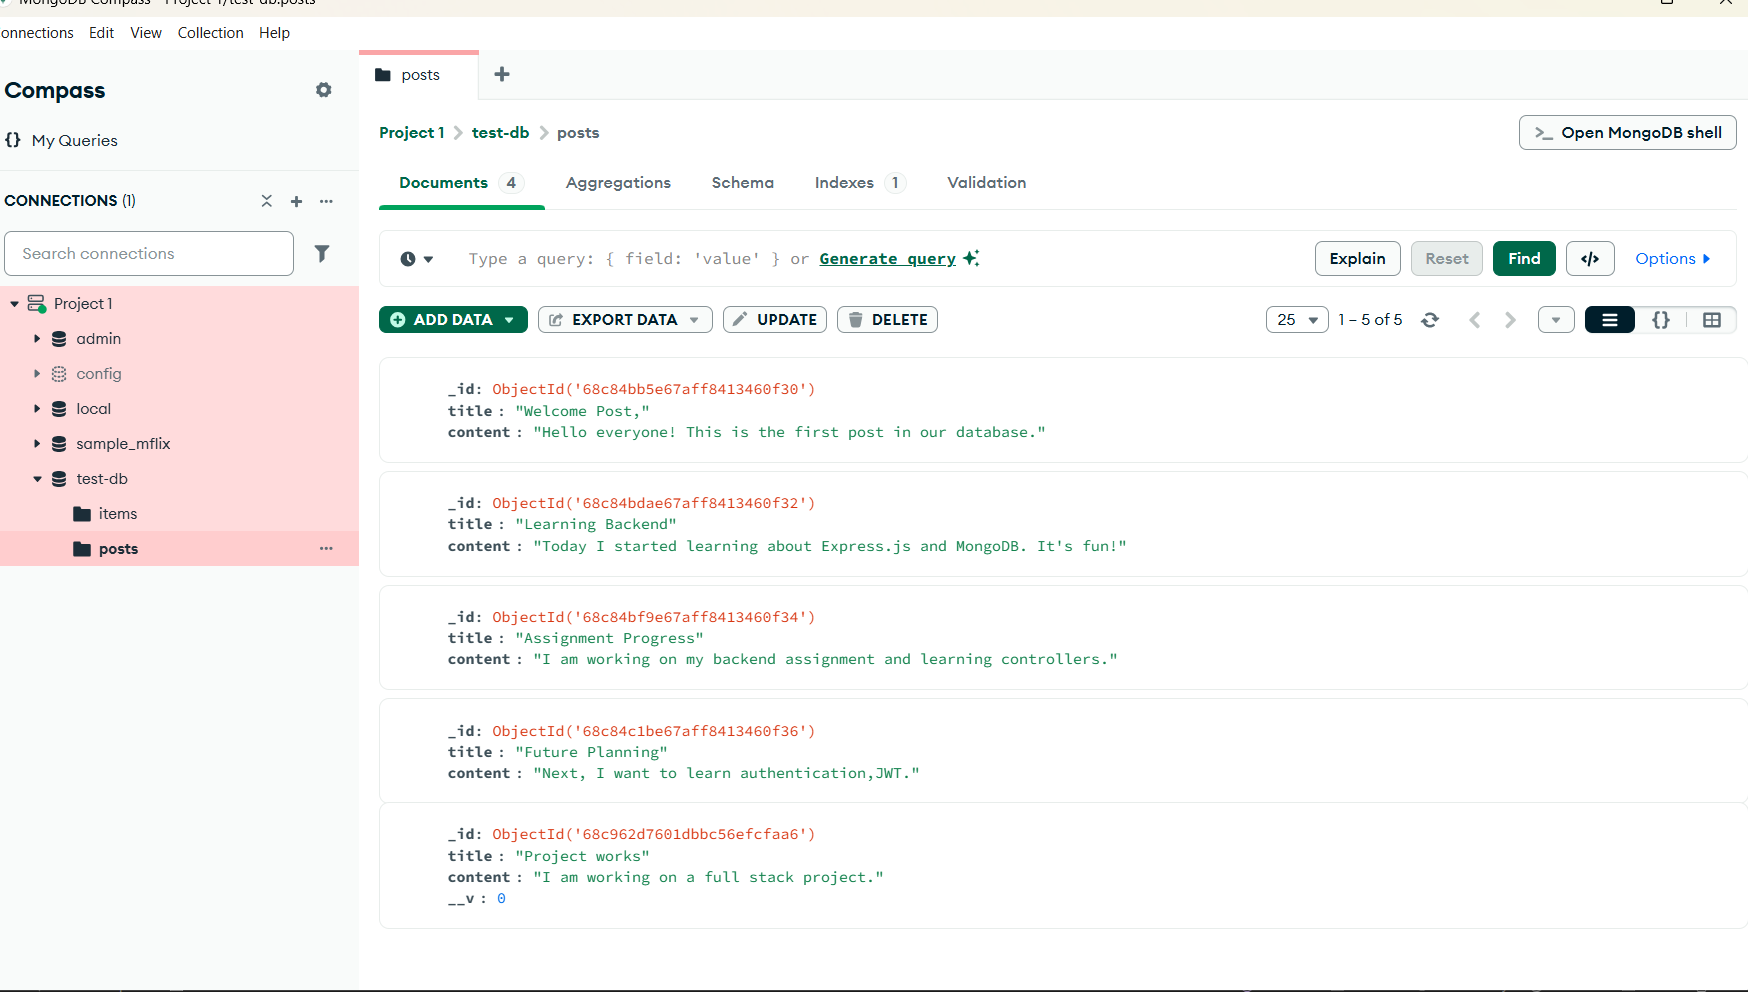 MongoDB Compass - Project 1/test-db.posts
onnections Edit View Collection Help
Compass
{} My Queries
CONNECTIONS (1)
Search connections
Project 1
admin
config
local
sample_mflix
test-db
items
posts
posts
Project 1 > test-db > posts
>_ Open MongoDB shell
Documents 4 Aggregations Schema Indexes 1 Validation
Type a query: { field: 'value' } or Generate query
Explain Reset Find </> Options
ADD DATA EXPORT DATA UPDATE DELETE
25 1 – 5 of 5 {}
_id: ObjectId('68c84bb5e67aff8413460f30')
title : "Welcome Post,"
content : "Hello everyone! This is the first post in our database."
_id: ObjectId('68c84bdae67aff8413460f32')
title : "Learning Backend"
content : "Today I started learning about Express.js and MongoDB. It's fun!"
_id: ObjectId('68c84bf9e67aff8413460f34')
title : "Assignment Progress"
content : "I am working on my backend assignment and learning controllers."
_id: ObjectId('68c84c1be67aff8413460f36')
title : "Future Planning"
content : "Next, I want to learn authentication,JWT."
_id: ObjectId('68c962d7601dbbc56efcfaa6')
title : "Project works"
content : "I am working on a full stack project."
__v : 0